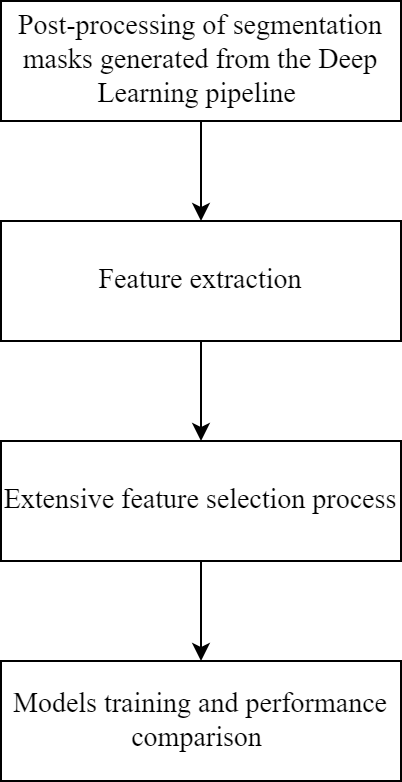 Post-processing of segmentation
masks generated from the Deep
Learning pipeline
Feature extraction
Extensive feature selection process
Models training and performance
comparison